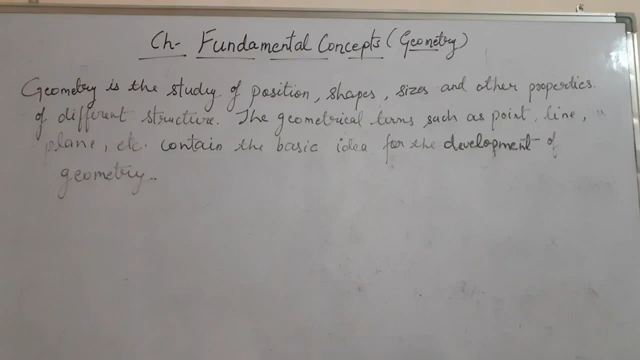 Ch- Fundamental Concepts (Geometry)
Geometry is the study of position, shapes, sizes and other properties
of different structure. The geometrical terms such as point, line,
plane, etc. contain the basic idea for the development of
geometry.